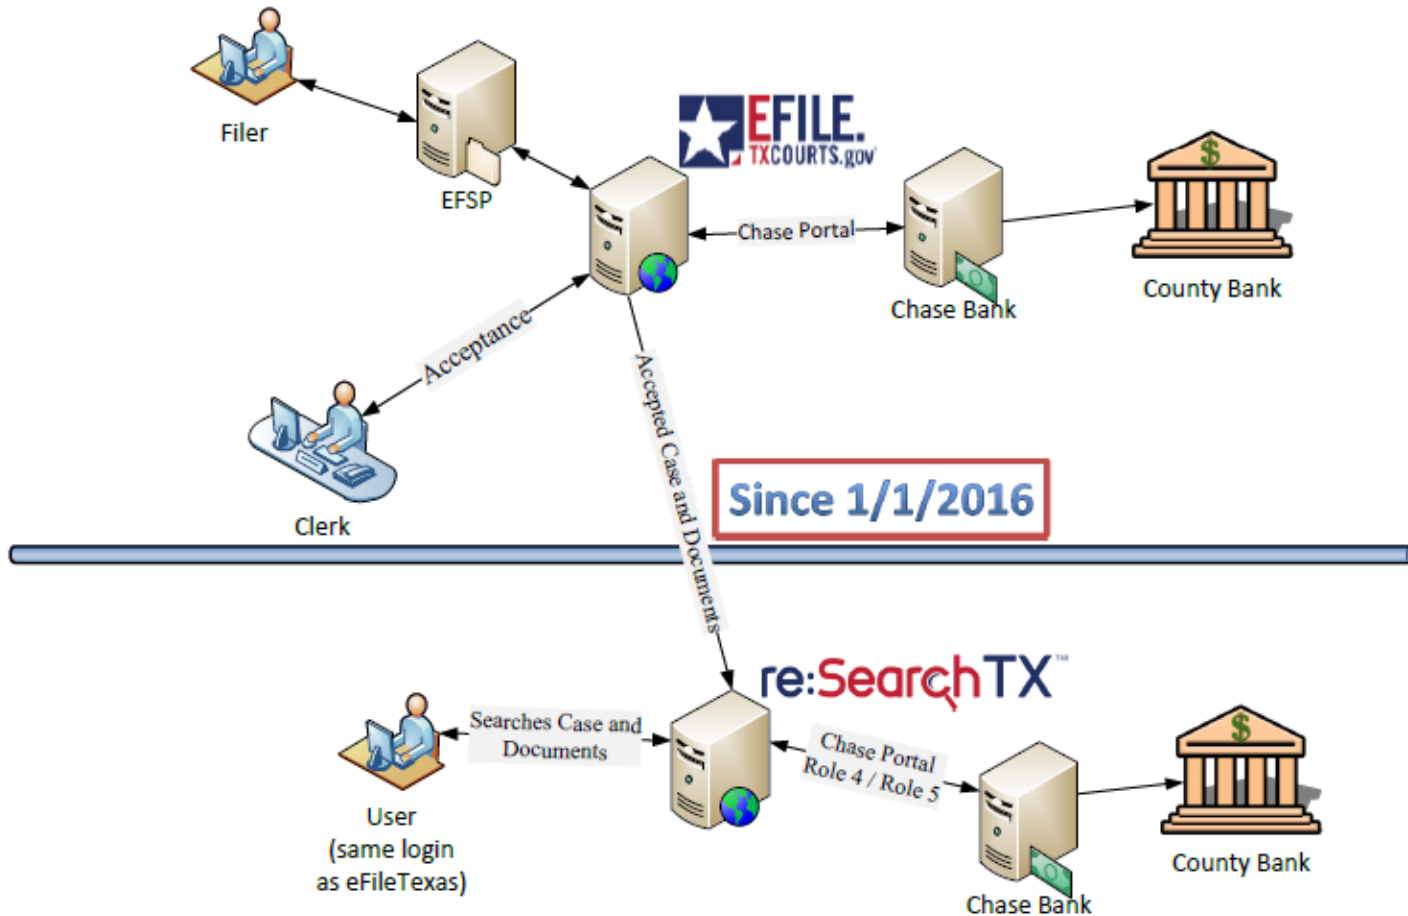 Filer
EFSP
EFILE.
TXCOURTS.gov
Chase Portal
Chase Bank
County Bank
Acceptance
Clerk
Accepted Case and Documents
Since 1/1/2016
re:SearchTX™
Searches Case and
Documents
User
(same login
as eFileTexas)
Chase Portal
Role 4 / Role 5
Chase Bank
County Bank